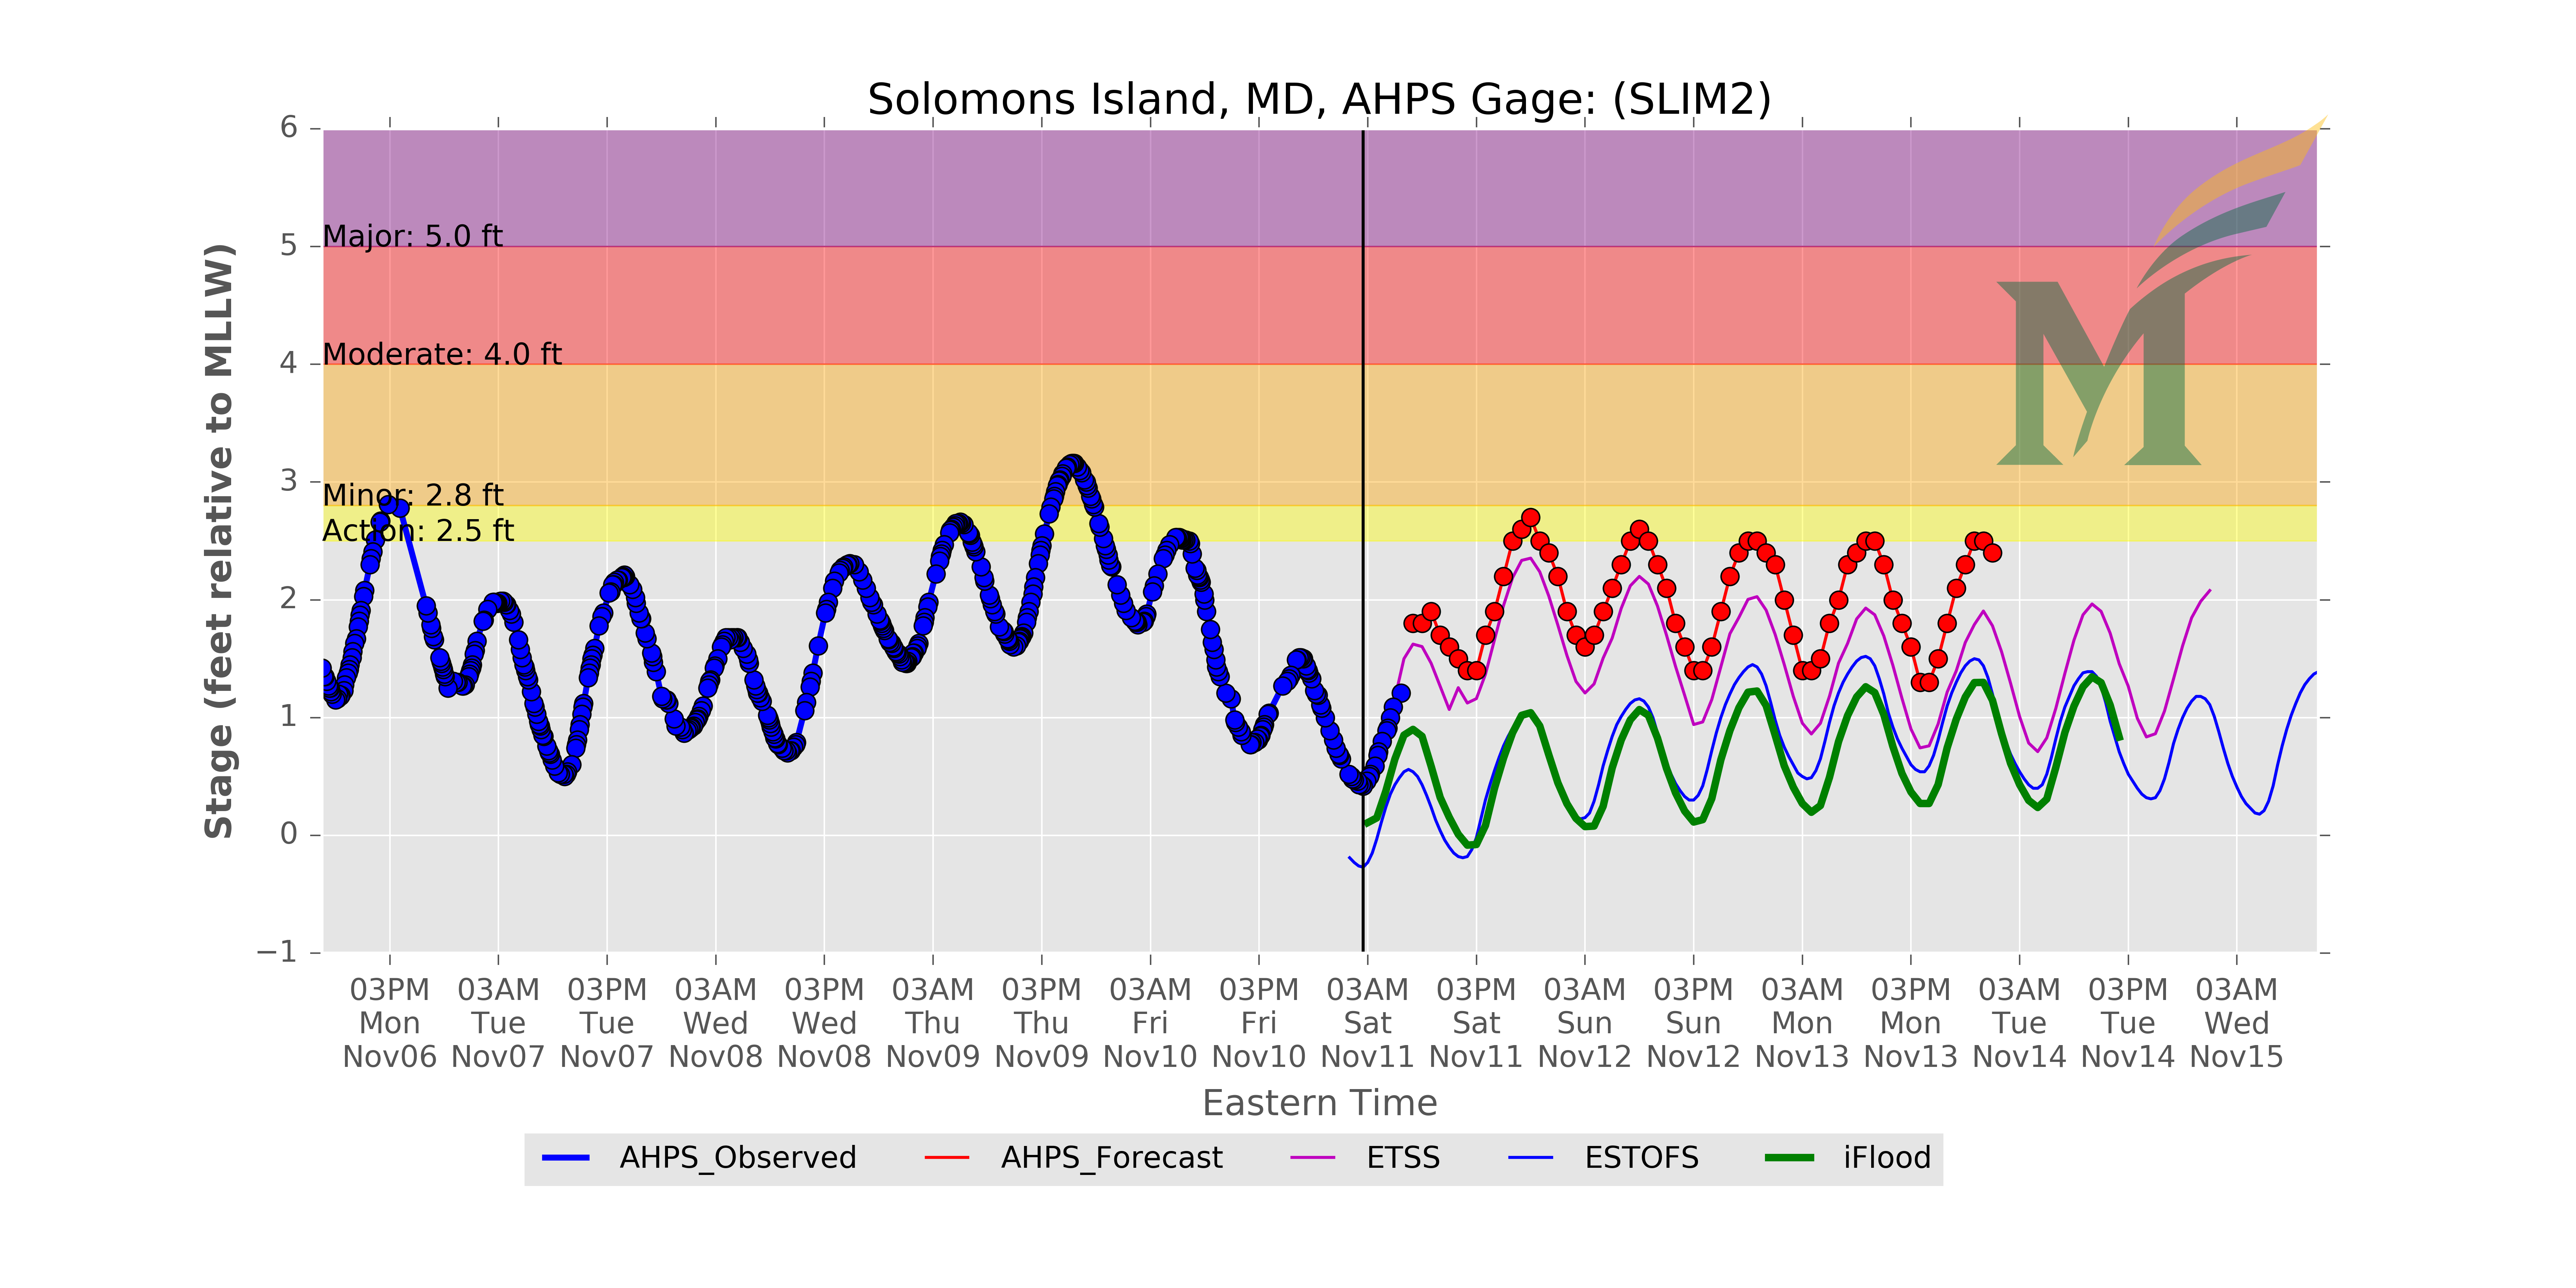 Solomons Island, MD, AHPS Gage: (SLIM2)
Stage (feet relative to MLLW)
6
5
4
3
2
1
0
−1
Major: 5.0 ft
Moderate: 4.0 ft
Minor: 2.8 ft
Action: 2.5 ft
03PM 03AM 03PM 03AM 03PM 03AM 03PM 03AM 03PM 03AM 03PM 03AM 03PM 03AM 03PM 03AM 03PM 03AM
Mon Tue Tue Wed Wed Thu Thu Fri Fri Sat Sat Sun Sun Mon Mon Tue Tue Wed
Nov06 Nov07 Nov07 Nov08 Nov08 Nov09 Nov09 Nov10 Nov10 Nov11 Nov11 Nov12 Nov12 Nov13 Nov13 Nov14 Nov14 Nov15
Eastern Time
AHPS_Observed AHPS_Forecast ETSS ESTOFS iFlood